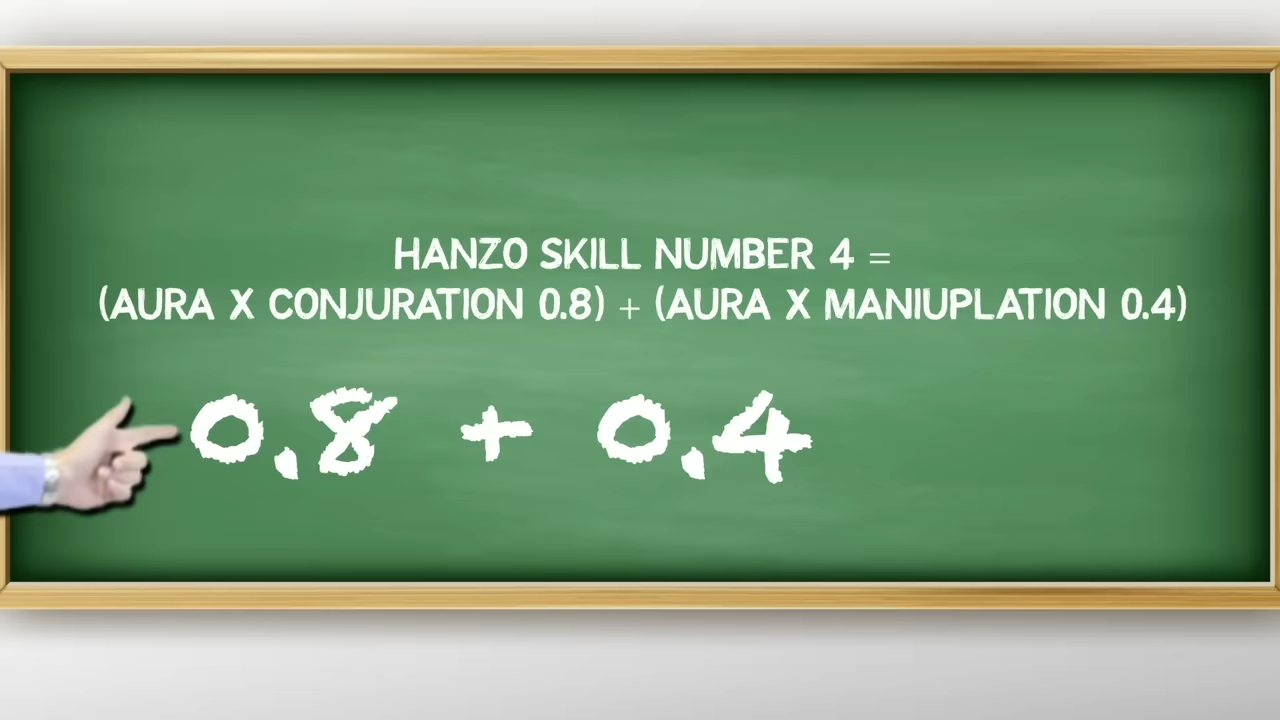 HANZO SKILL NUMBER 4 =
(AURA X CONJURATION 0.8) + (AURA X MANIUPLATION 0.4)
0.8 + 0.4